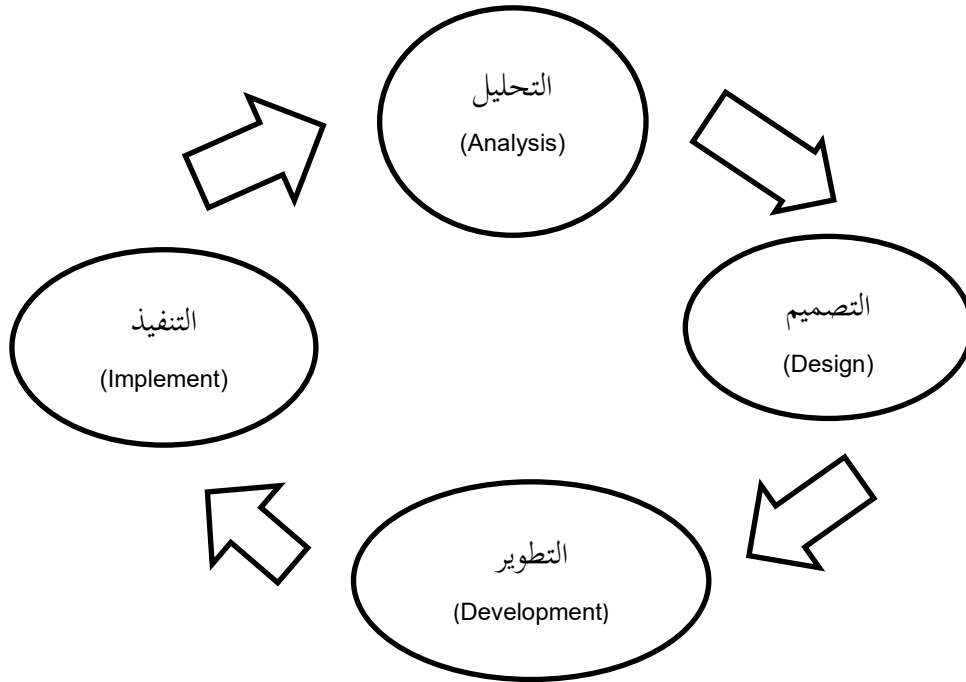 التحليل
(Analysis)
التصميم
(Design)
التطوير
(Development)
التنفيذ
(Implement)